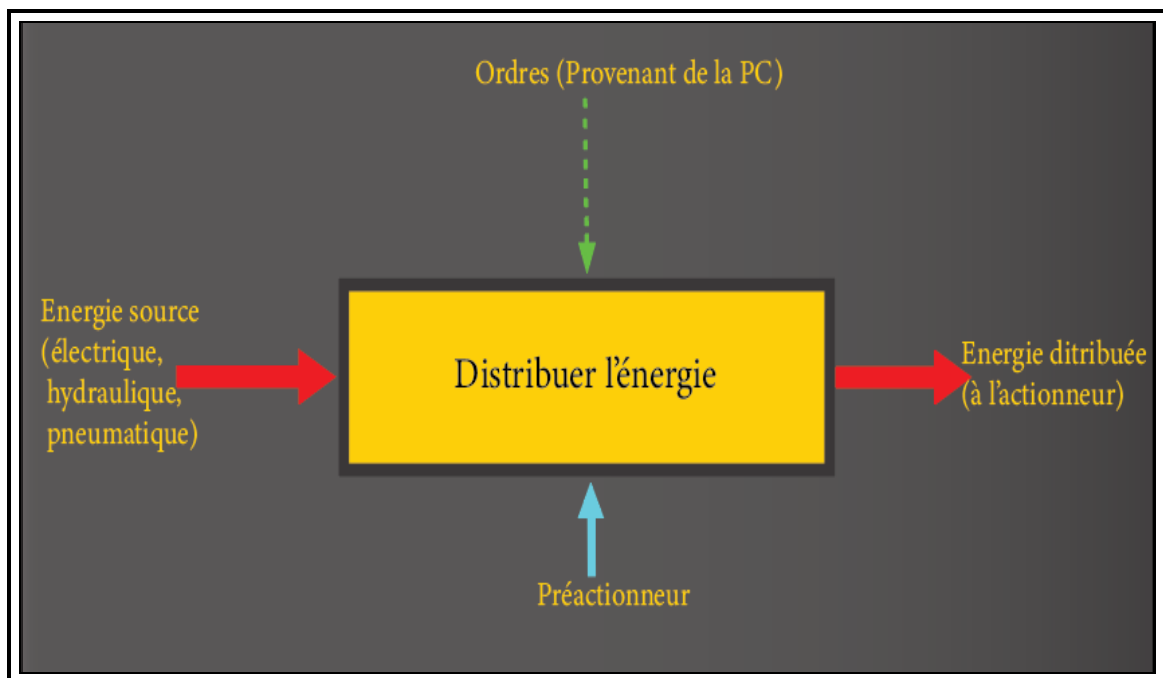 Ordres (Provenant de la PC)
Energie source
(électrique,
hydraulique,
pneumatique)
Distribuer l'énergie
Energie ditribuée
(à l'actionneur)
Préactionneur